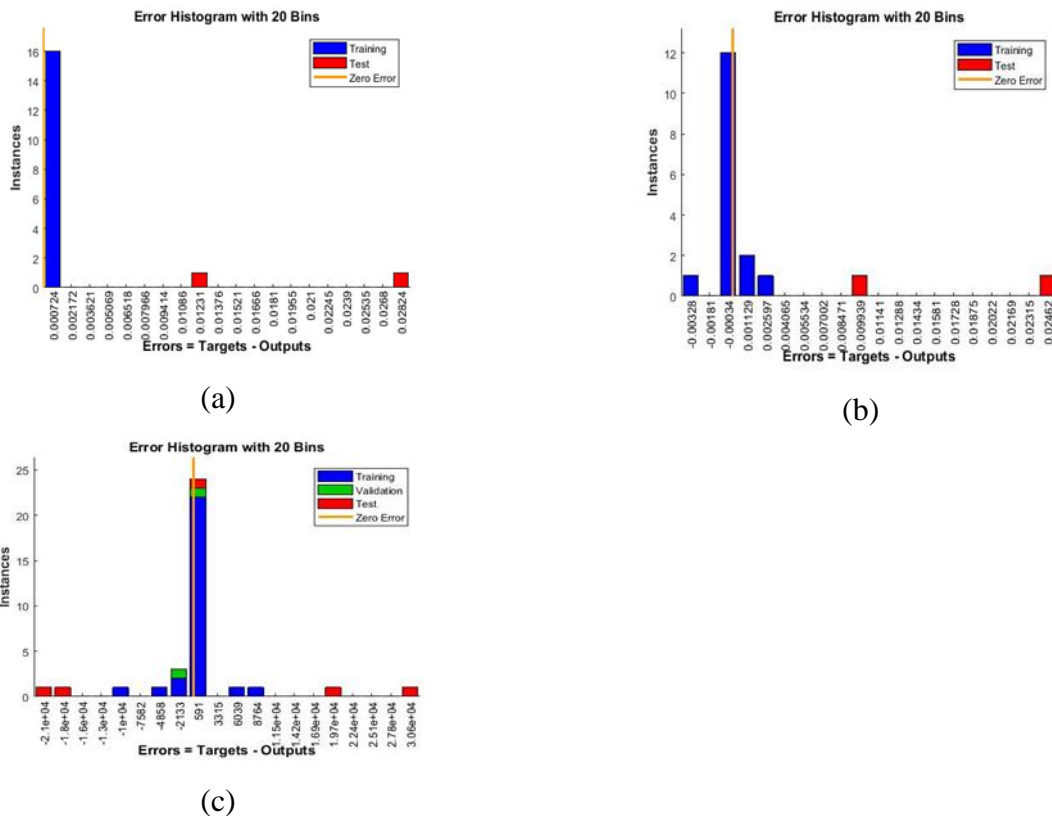 Error Histogram with 20 Bins
16
14
12
10
8
6
4
2
0
Instances
Training
Test
Zero Error
0.000724
0.002172
0.003621
0.005069
0.006518
0.007966
0.009414
0.01086
0.01231
0.01376
0.01521
0.01666
0.0181
0.01955
0.021
0.02245
0.0239
0.02535
0.0268
0.02824
Errors = Targets - Outputs
(a)
Error Histogram with 20 Bins
12
10
8
6
4
2
0
Instances
Training
Test
Zero Error
-0.00328
-0.00181
-0.00034
0.001129
0.002597
0.004065
0.005534
0.007002
0.008471
0.009939
0.01141
0.01288
0.01434
0.01581
0.01728
0.01875
0.02022
0.02169
0.02315
0.02462
Errors = Targets - Outputs
(b)
Error Histogram with 20 Bins
25
20
15
10
5
0
Instances
Training
Validation
Test
Zero Error
-2.1e+04
-1.8e+04
-1.6e+04
-1.3e+04
-1e+04
-7582
-4858
-2133
591
3315
6039
8764
1.15e+04
1.42e+04
1.69e+04
1.97e+04
2.24e+04
2.51e+04
2.78e+04
3.06e+04
Errors = Targets - Outputs
(c)